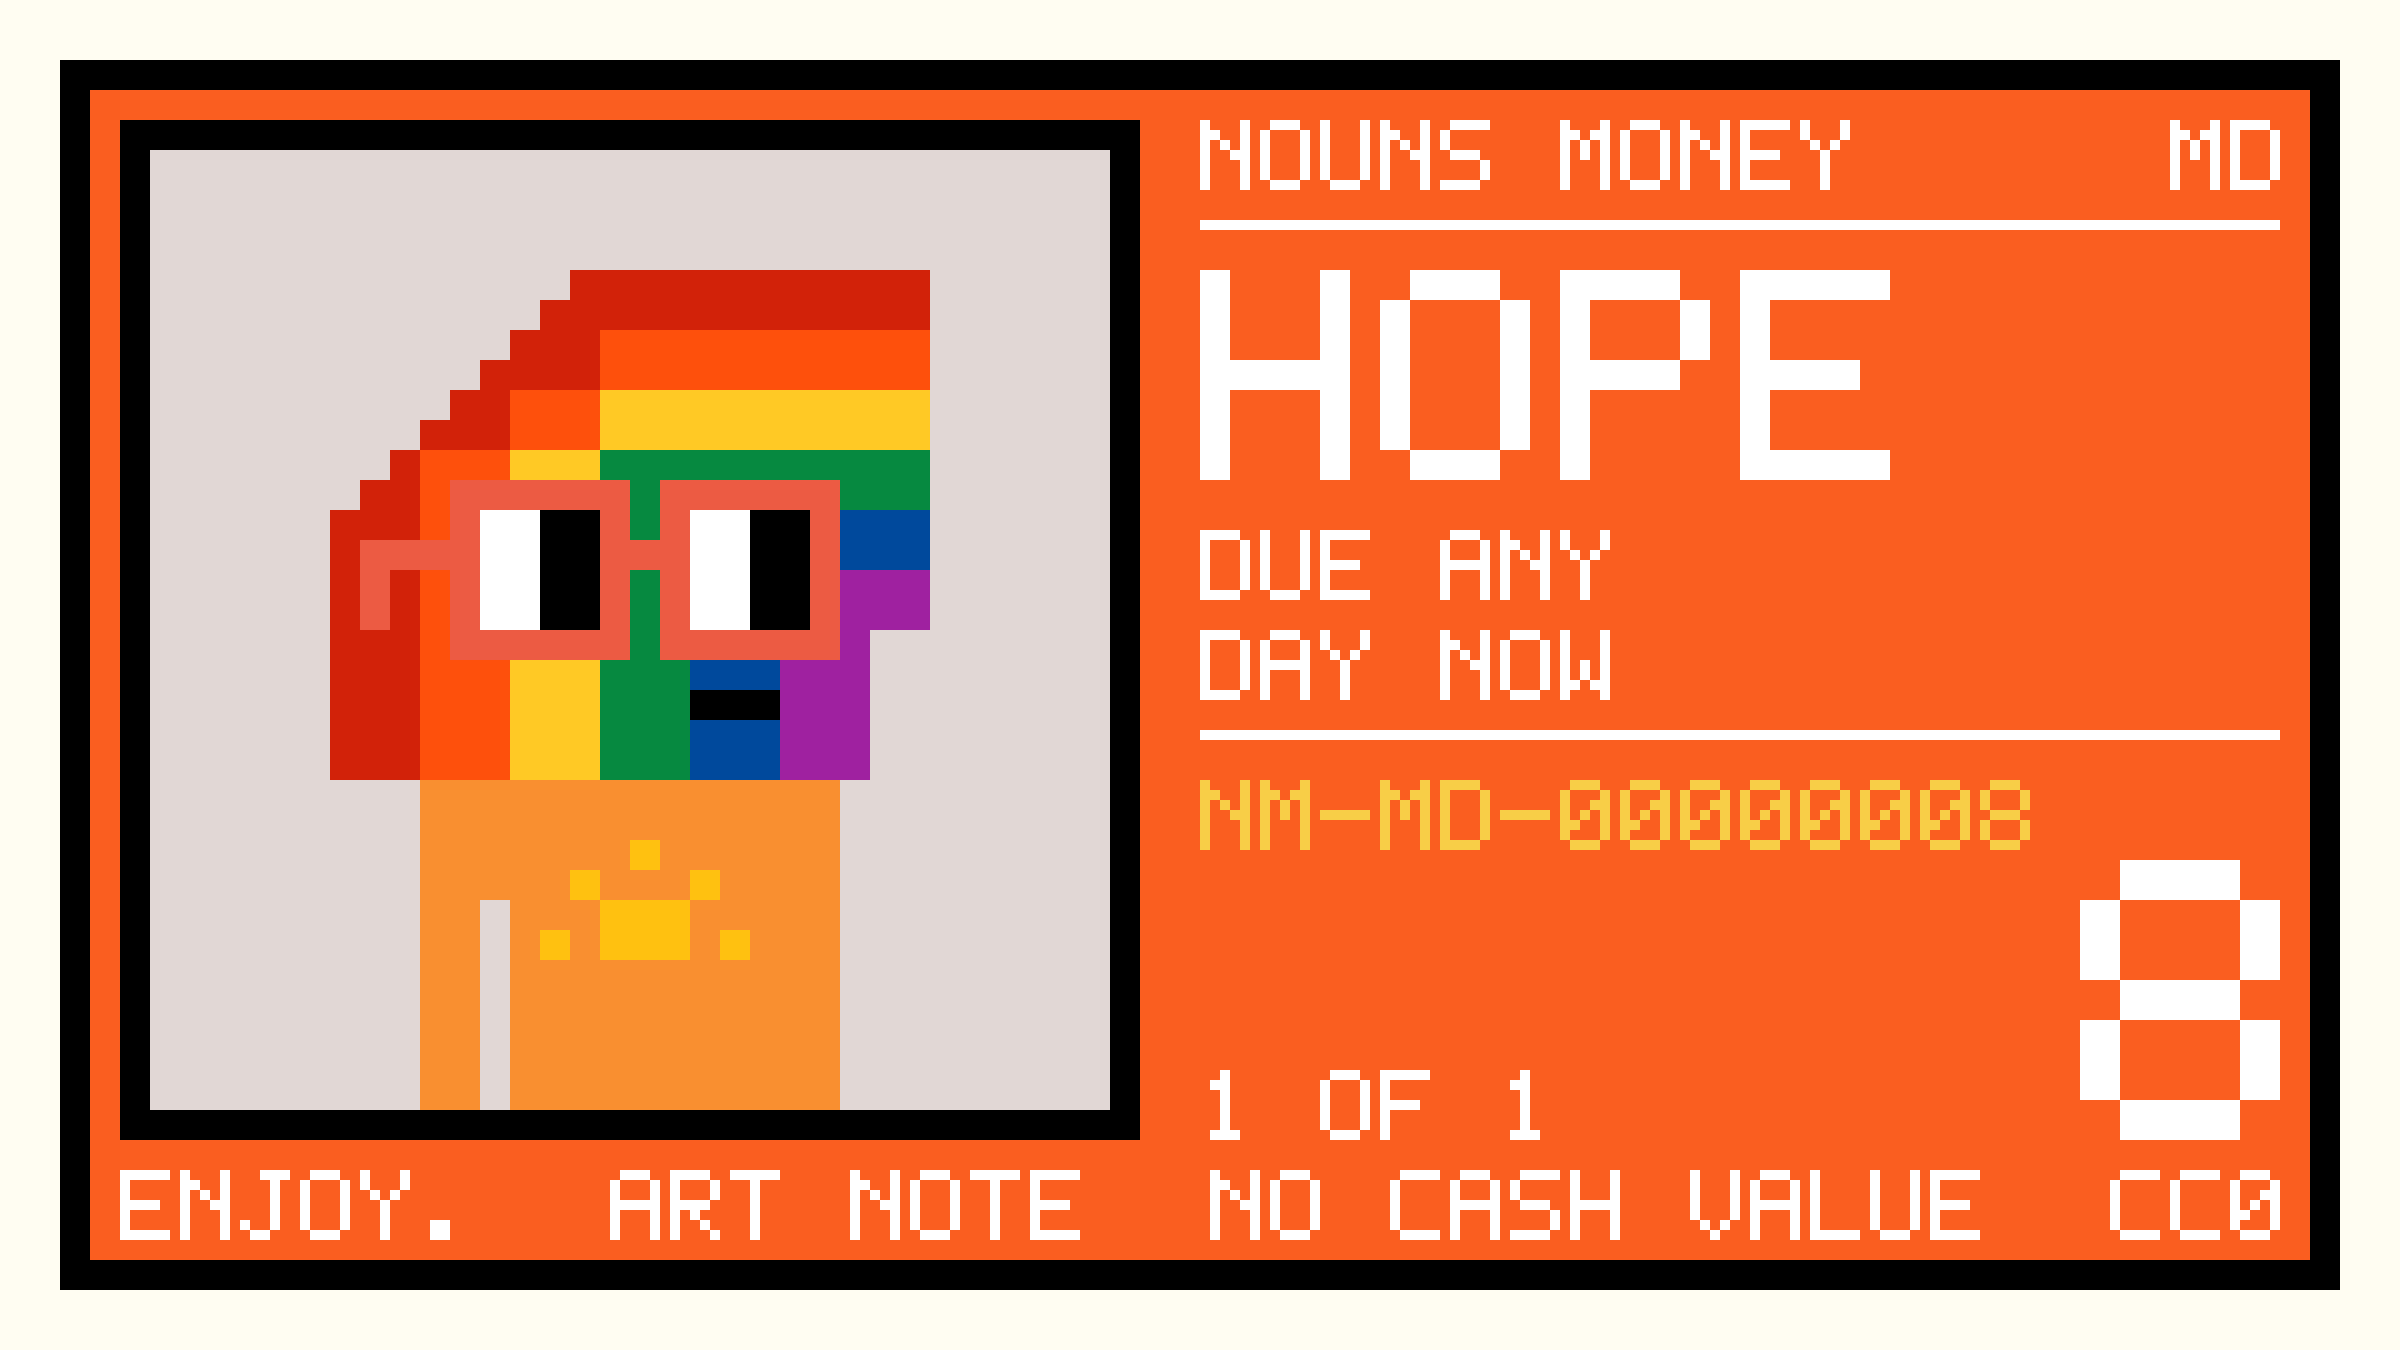 NOUNS MONEY MD
HOPE
DUE ANY
DAY NOW
NM-MD-00000008
8
1 OF 1
ENJOY. ART NOTE NO CASH VALUE CC0